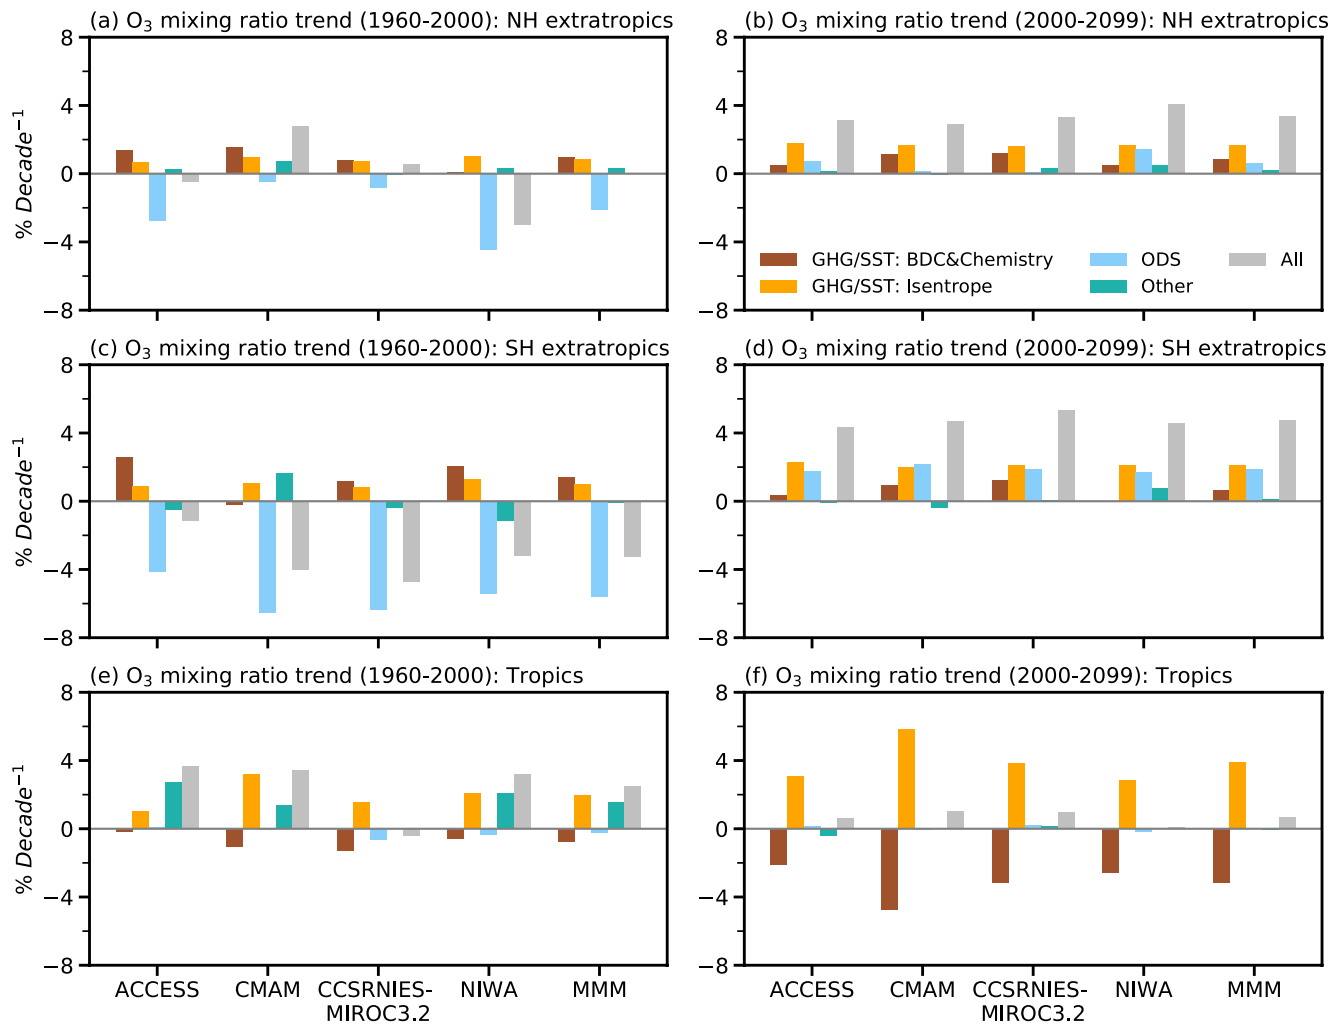 (a) O₃ mixing ratio trend (1960-2000): NH extratropics
8
4
0
−4
−8
% Decade⁻¹
(b) O₃ mixing ratio trend (2000-2099): NH extratropics
8
4
0
−4
−8
GHG/SST: BDC&Chemistry
GHG/SST: Isentrope
ODS
Other
All
(c) O₃ mixing ratio trend (1960-2000): SH extratropics
8
4
0
−4
−8
% Decade⁻¹
(d) O₃ mixing ratio trend (2000-2099): SH extratropics
8
4
0
−4
−8
(e) O₃ mixing ratio trend (1960-2000): Tropics
8
4
0
−4
−8
% Decade⁻¹
ACCESS
CMAM
CCSRNIES-
MIROC3.2
NIWA
MMM
(f) O₃ mixing ratio trend (2000-2099): Tropics
8
4
0
−4
−8
ACCESS
CMAM
CCSRNIES-
MIROC3.2
NIWA
MMM